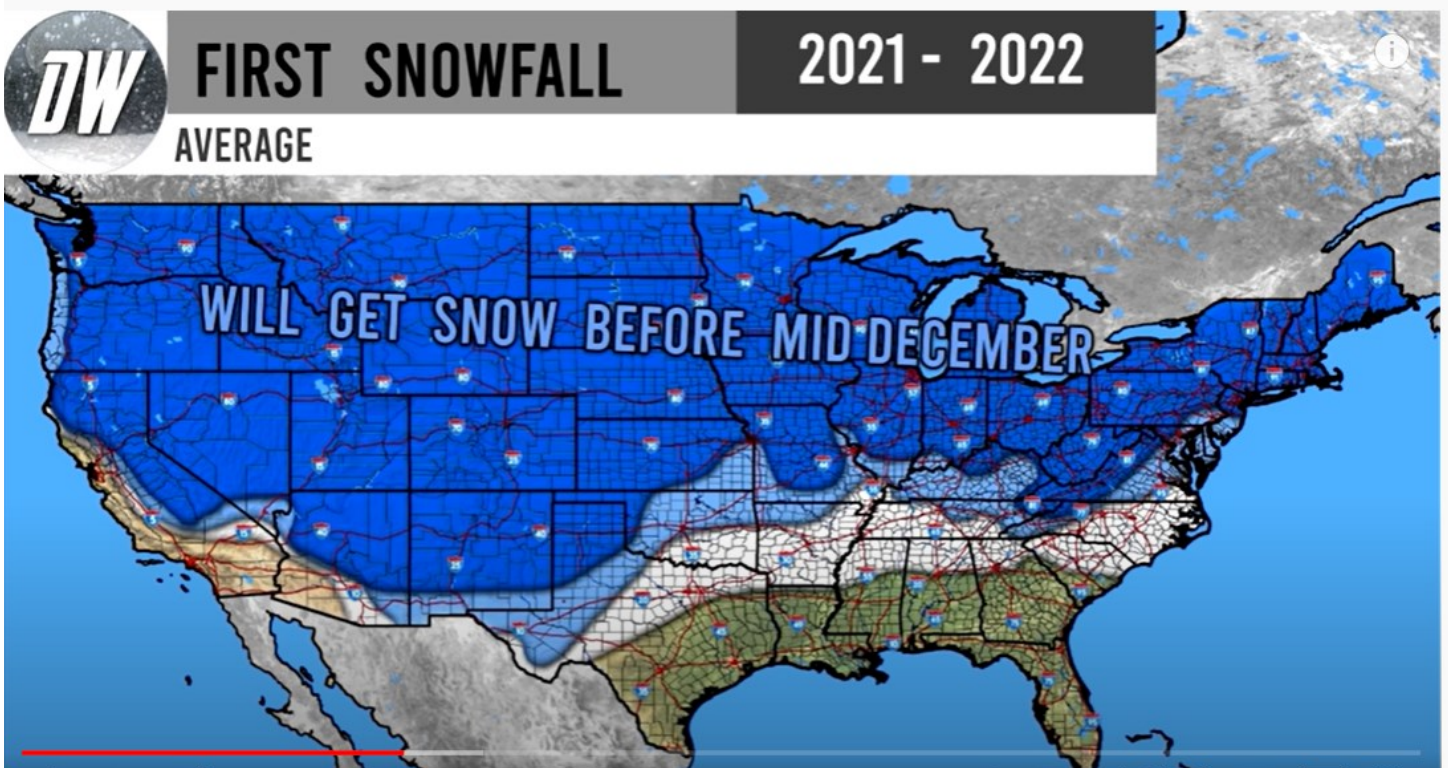 DW
FIRST SNOWFALL
2021 - 2022
AVERAGE
WILL GET SNOW BEFORE MID DECEMBER